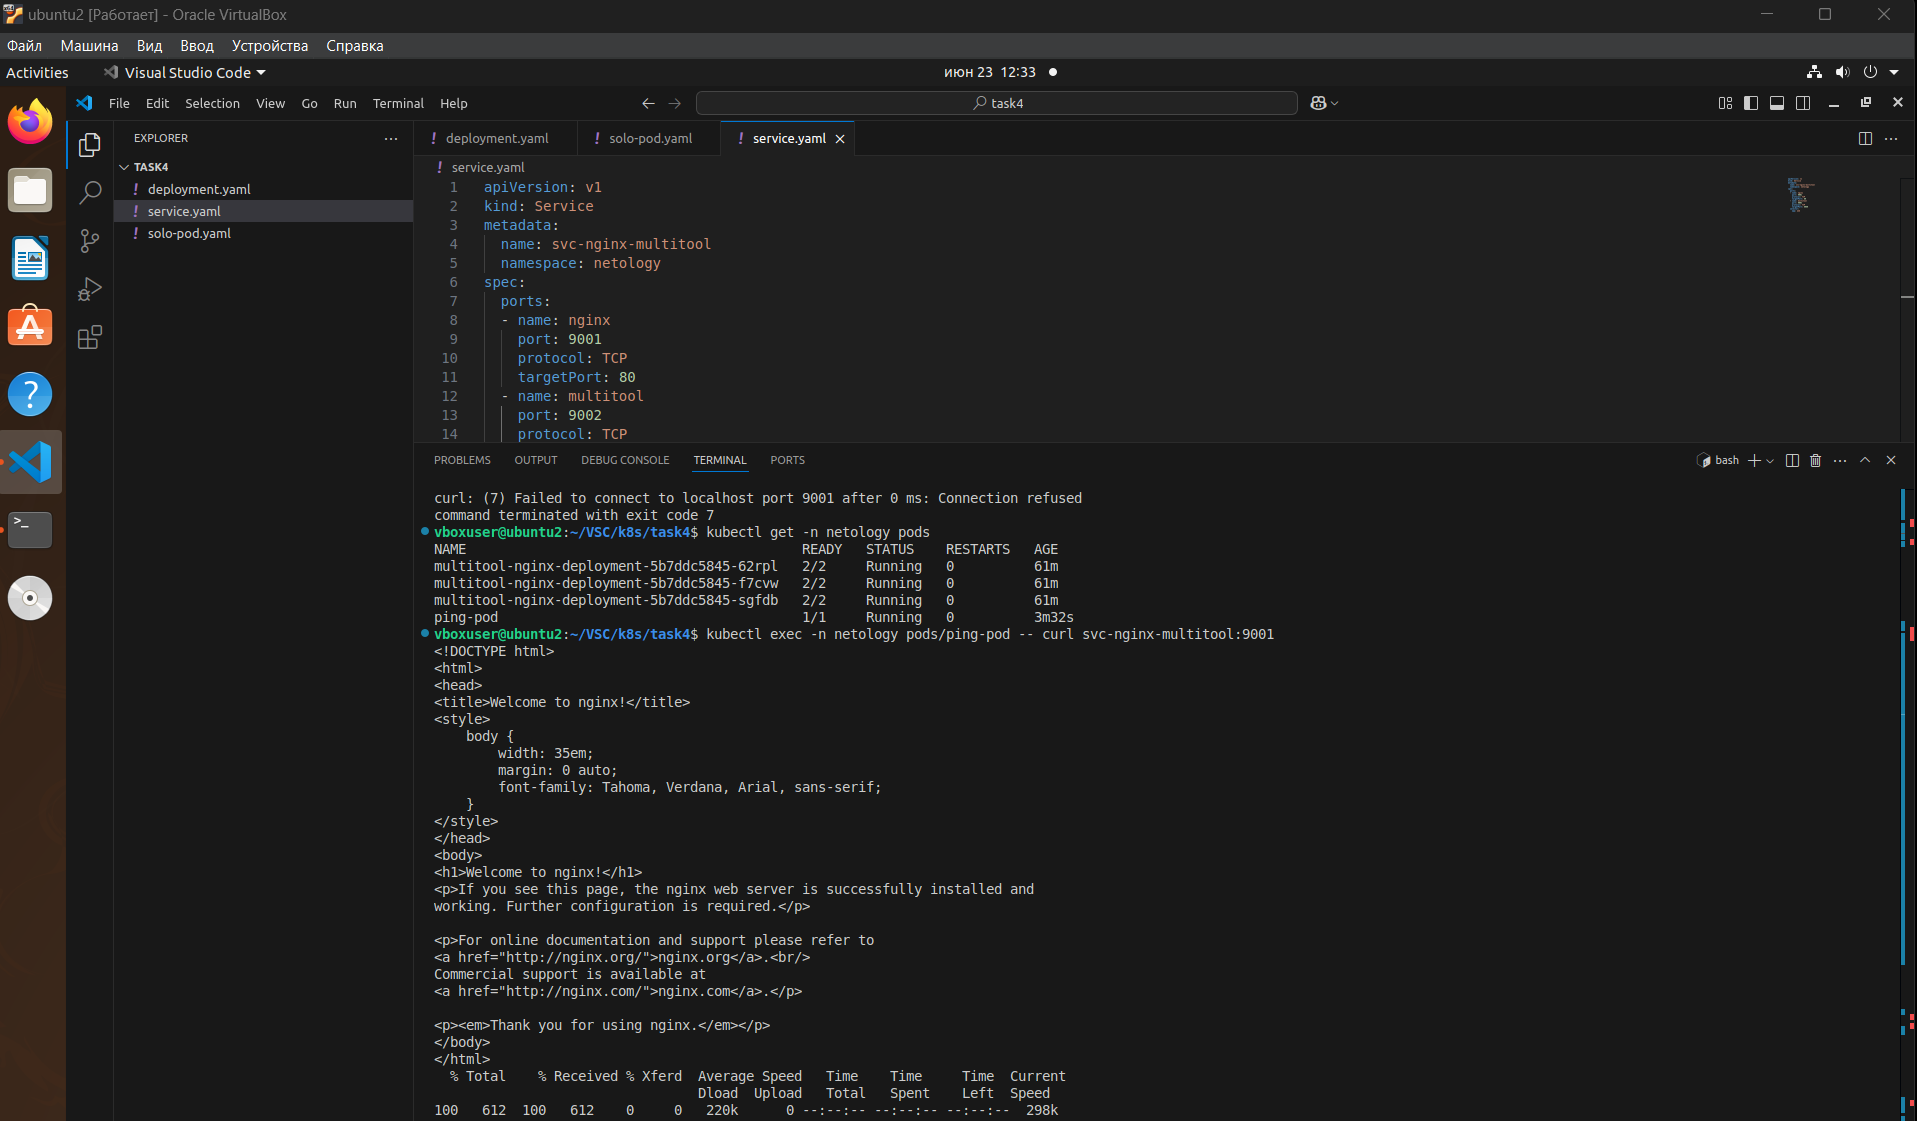 ubuntu2 [Работает] - Oracle VirtualBox
Файл Машина Вид Ввод Устройства Справка
Activities Visual Studio Code июн 23 12:33
File Edit Selection View Go Run Terminal Help task4
EXPLORER
TASK4
deployment.yaml
service.yaml
solo-pod.yaml
! deployment.yaml ! solo-pod.yaml ! service.yaml
! service.yaml
1 apiVersion: v1
2 kind: Service
3 metadata:
4 name: svc-nginx-multitool
5 namespace: netology
6 spec:
7 ports:
8 - name: nginx
9 port: 9001
10 protocol: TCP
11 targetPort: 80
12 - name: multitool
13 port: 9002
14 protocol: TCP
PROBLEMS OUTPUT DEBUG CONSOLE TERMINAL PORTS bash
curl: (7) Failed to connect to localhost port 9001 after 0 ms: Connection refused
command terminated with exit code 7
vboxuser@ubuntu2:~/VSC/k8s/task4$ kubectl get -n netology pods
NAME READY STATUS RESTARTS AGE
multitool-nginx-deployment-5b7ddc5845-62rpl 2/2 Running 0 61m
multitool-nginx-deployment-5b7ddc5845-f7cvw 2/2 Running 0 61m
multitool-nginx-deployment-5b7ddc5845-sgfdb 2/2 Running 0 61m
ping-pod 1/1 Running 0 3m32s
vboxuser@ubuntu2:~/VSC/k8s/task4$ kubectl exec -n netology pods/ping-pod -- curl svc-nginx-multitool:9001
<!DOCTYPE html>
<html>
<head>
<title>Welcome to nginx!</title>
<style>
body {
width: 35em;
margin: 0 auto;
font-family: Tahoma, Verdana, Arial, sans-serif;
}
</style>
</head>
<body>
<h1>Welcome to nginx!</h1>
<p>If you see this page, the nginx web server is successfully installed and
working. Further configuration is required.</p>
<p>For online documentation and support please refer to
<a href="http://nginx.org/">nginx.org</a>.<br/>
Commercial support is available at
<a href="http://nginx.com/">nginx.com</a>.</p>
<p><em>Thank you for using nginx.</em></p>
</body>
</html>
% Total % Received % Xferd Average Speed Time Time Time Current
Dload Upload Total Spent Left Speed
100 612 100 612 0 0 220k 0 --:--:-- --:--:-- --:--:-- 298k